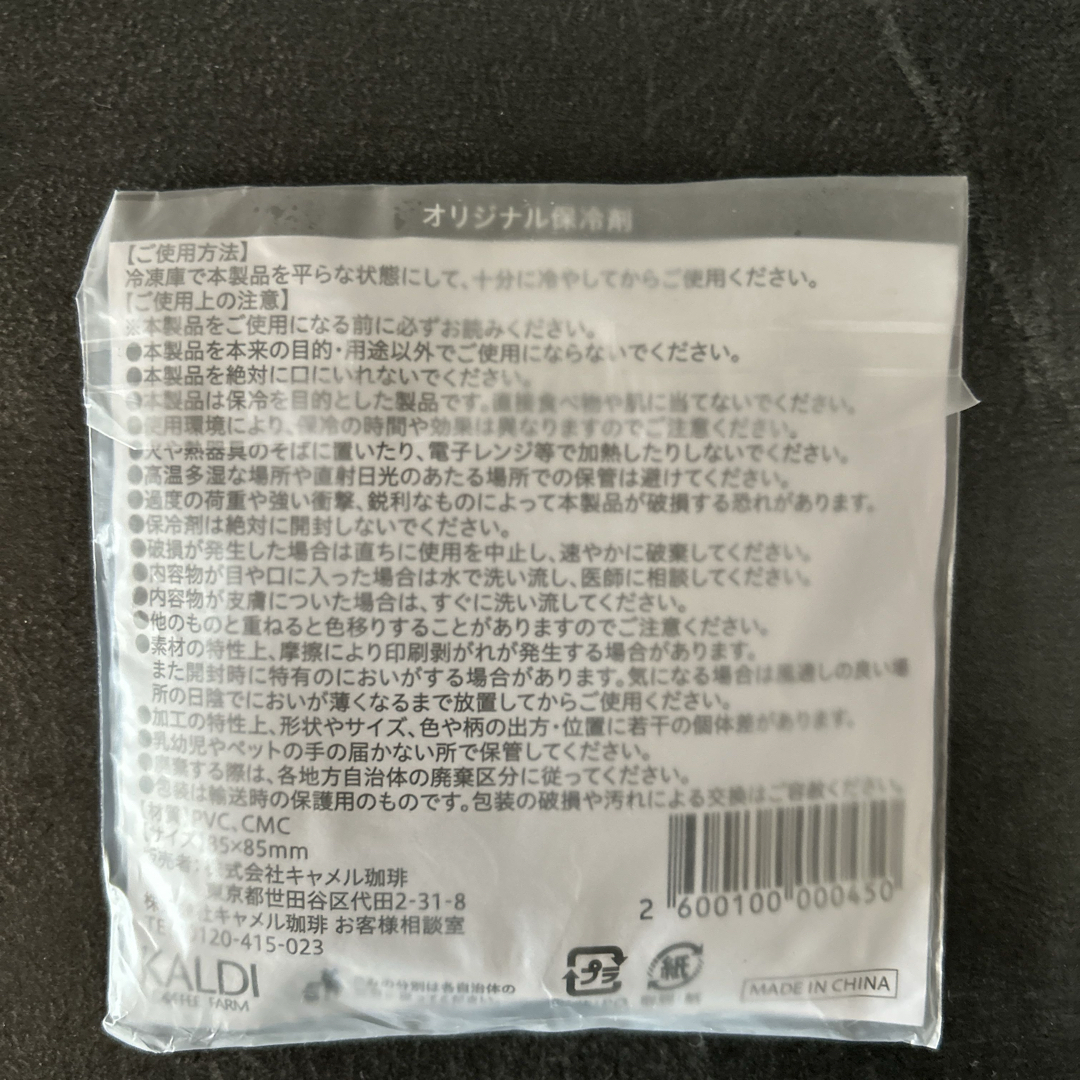 オリジナル保冷剤
【ご使用方法】
冷凍庫で本製品を平らな状態にして、十分に冷やしてからご使用ください。
【ご使用上の注意】
※本製品をご使用になる前に必ずお読みください。
●本製品を本来の目的・用途以外でご使用にならないでください。
●本製品を絶対に口にいれないでください。
●本製品は保冷を目的とした製品です。直接食べ物や肌に当てないでください。
●使用環境により、保冷の時間や効果は異なりますのでご注意ください。
●火や熱器具のそばに置いたり、電子レンジ等で加熱したりしないでください。
●高温多湿な場所や直射日光のあたる場所での保管は避けてください。
●過度の荷重や強い衝撃、鋭利なものによって本製品が破損する恐れがあります。
●保冷剤は絶対に開封しないでください。
●破損が発生した場合は直ちに使用を中止し、速やかに破棄してください。
●内容物が目や口に入った場合は水で洗い流し、医師に相談してください。
●内容物が皮膚についた場合は、すぐに洗い流してください。
●他のものと重ねると色移りすることがありますのでご注意ください。
●素材の特性上、摩擦により印刷剥がれが発生する場合があります。
また開封時に特有のにおいがする場合があります。気になる場合は風通しの良い場
所の日陰でにおいが薄くなるまで放置してからご使用ください。
●加工の特性上、形状やサイズ、色や柄の出方・位置に若干の個体差があります。
●乳幼児やペットの手の届かない所で保管してください。
●廃棄する際は、各地方自治体の廃棄区分に従ってください。
●包装は輸送時の保護用のものです。包装の破損や汚れによる交換はご容赦ください。
【材質】PVC、CMC
【サイズ】85×85mm
販売者:株式会社キャメル珈琲
東京都世田谷区代田2-31-8
株式会社キャメル珈琲 お客様相談室
TEL 0120-415-023
KALDI
COFFEE FARM
ごみの分別は各自治体の
2 600100 000450
プラ
紙
MADE IN CHINA